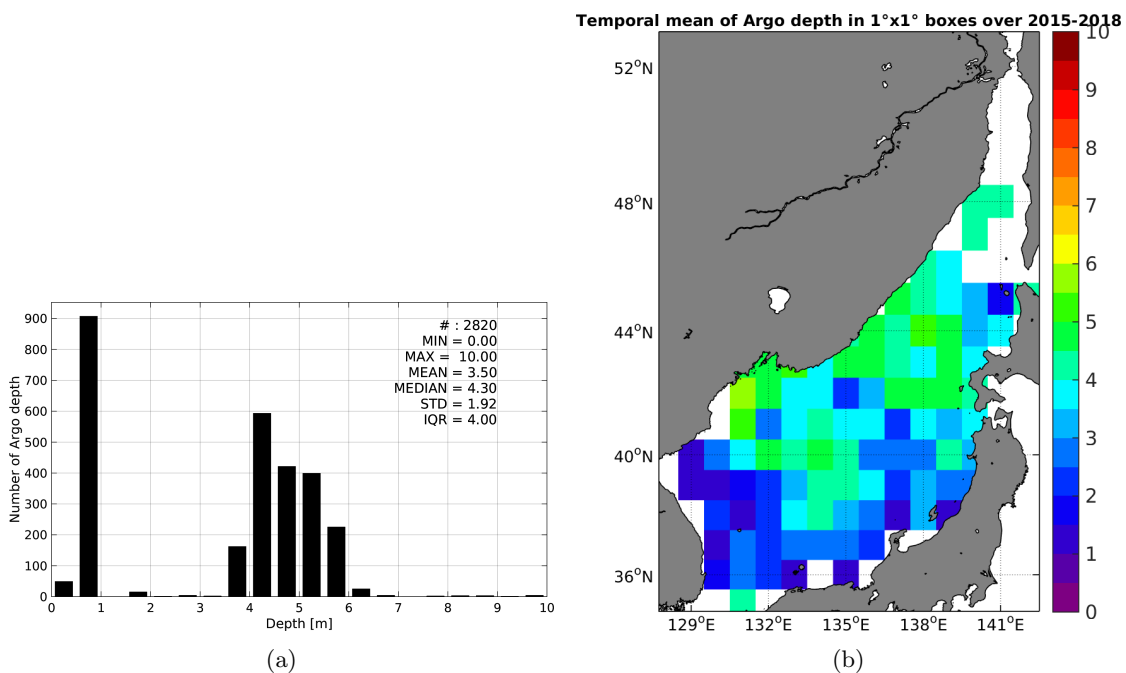 Temporal mean of Argo depth in 1°x1° boxes over 2015-2018
Number of Argo depth
900
800
700
600
500
400
300
200
100
0
# : 2820
MIN = 0.00
MAX = 10.00
MEAN = 3.50
MEDIAN = 4.30
STD = 1.92
IQR = 4.00
0 1 2 3 4 5 6 7 8 9 10
Depth [m]
(a)
52°N
48°N
44°N
40°N
36°N
129°E 132°E 135°E 138°E 141°E
10
9
8
7
6
5
4
3
2
1
0
(b)